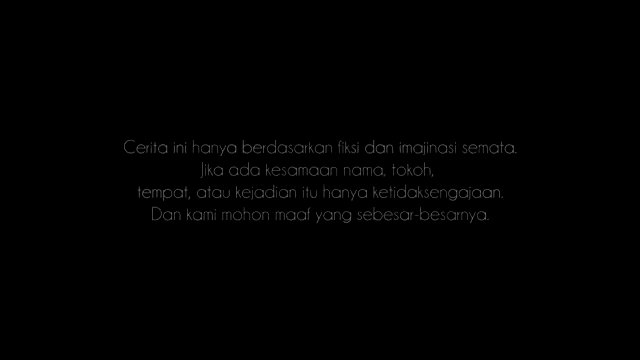 Cerita ini hanya berdasarkan fiksi dan imajinasi semata.
Jika ada kesamaan nama, tokoh,
tempat, atau kejadian itu hanya ketidaksengajaan.
Dan kami mohon maaf yang sebesar-besarnya.